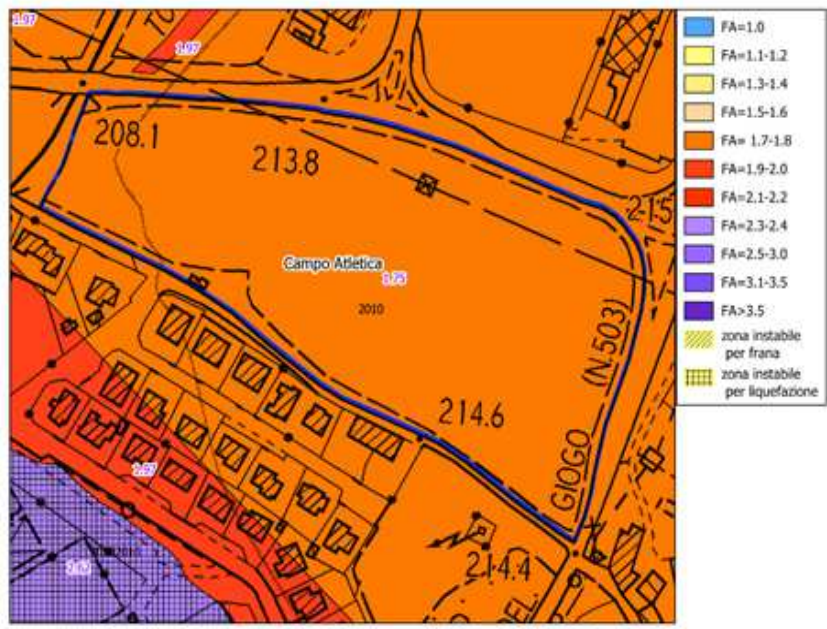 1.97
TO
1.97
208.1
213.8
215
Campo Atletica
1.75
2010
(N.503)
GIOGO
214.6
1.97
214.4
DEL
FA=1.0
FA=1.1-1.2
FA=1.3-1.4
FA=1.5-1.6
FA= 1.7-1.8
FA=1.9-2.0
FA=2.1-2.2
FA=2.3-2.4
FA=2.5-3.0
FA=3.1-3.5
FA>3.5
zona instabile
per frana
zona instabile
per liquefazione